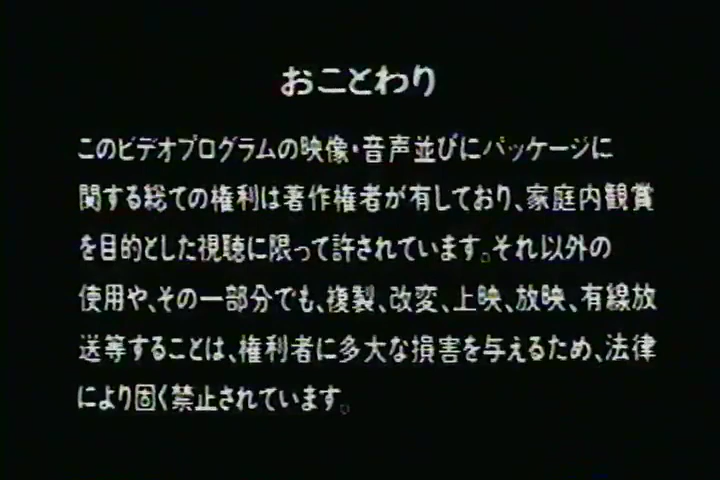 おことわり
このビデオプログラムの映像・音声並びにパッケージに
関する総ての権利は著作権者が有しており、家庭内観賞
を目的とした視聴に限って許されています。それ以外の
使用や、その一部分でも、複製、改変、上映、放映、有線放
送等することは、権利者に多大な損害を与えるため、法律
により固く禁止されています。